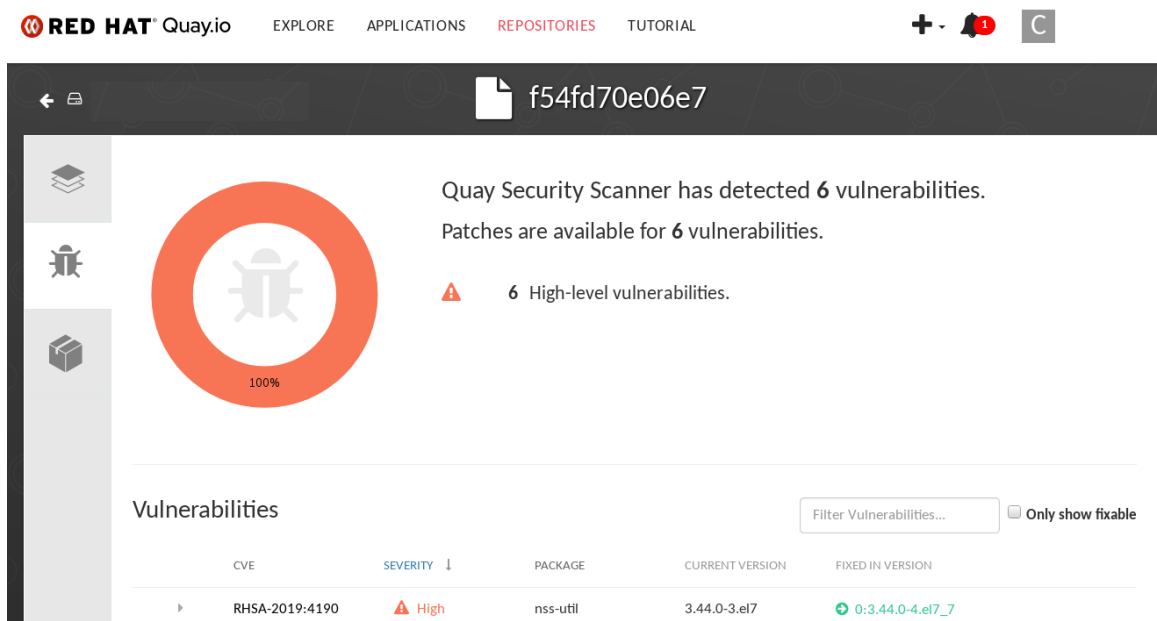 RED HAT® Quay.io EXPLORE APPLICATIONS REPOSITORIES TUTORIAL 1 C
f54fd70e06e7
Quay Security Scanner has detected 6 vulnerabilities.
Patches are available for 6 vulnerabilities.
6 High-level vulnerabilities.
100%
Vulnerabilities Filter Vulnerabilities... Only show fixable
CVE SEVERITY ↓ PACKAGE CURRENT VERSION FIXED IN VERSION
RHSA-2019:4190 High nss-util 3.44.0-3.el7 0:3.44.0-4.el7_7